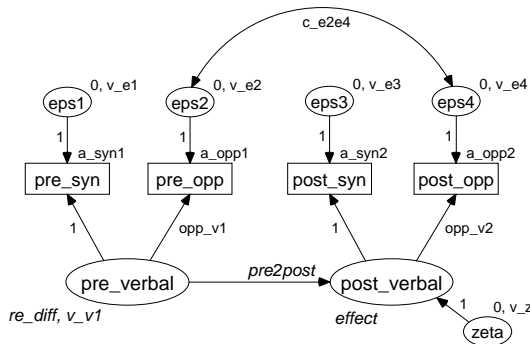 c_e2e4
0, v_e1
0, v_e2
0, v_e3
0, v_e4
eps1
eps2
eps3
eps4
1
1
1
1
a_syn1
a_opp1
a_syn2
a_opp2
pre_syn
pre_opp
post_syn
post_opp
1
opp_v1
1
opp_v2
pre_verbal
pre2post
post_verbal
re_diff, v_v1
effect
1
0, v_z
zeta